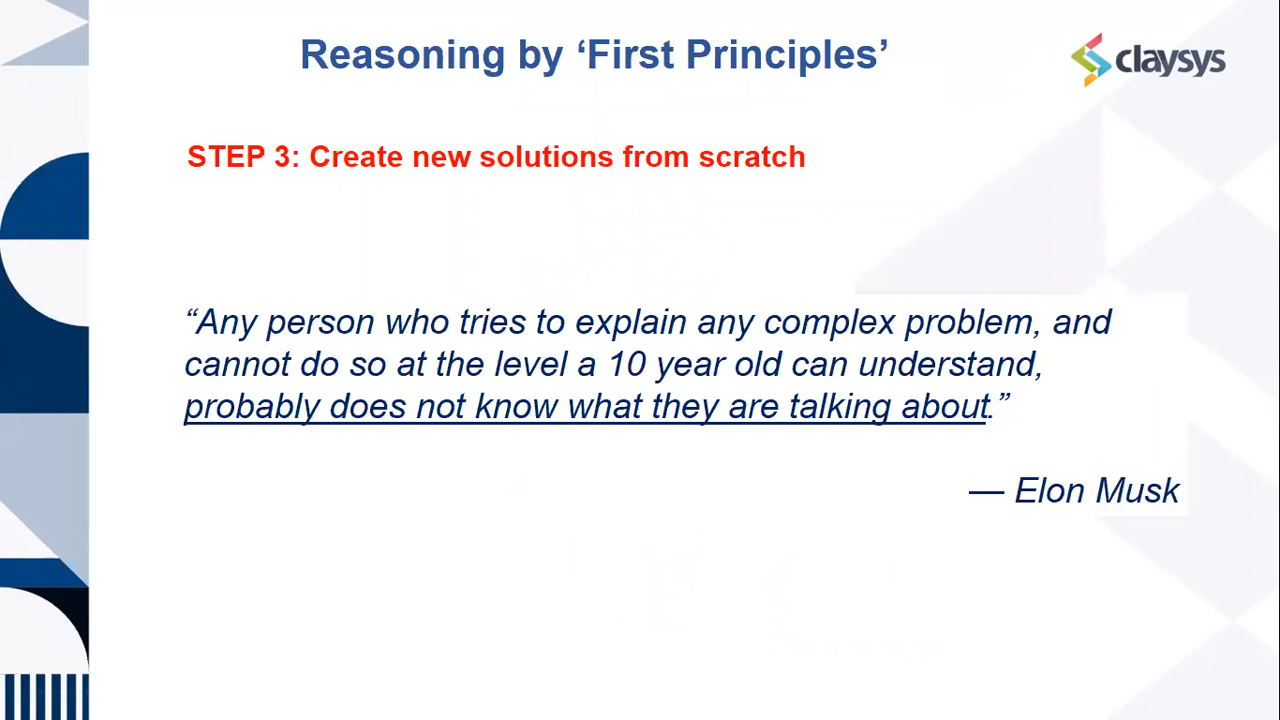 Reasoning by ‘First Principles’
claysys
STEP 3: Create new solutions from scratch
“Any person who tries to explain any complex problem, and
cannot do so at the level a 10 year old can understand,
probably does not know what they are talking about.”
— Elon Musk